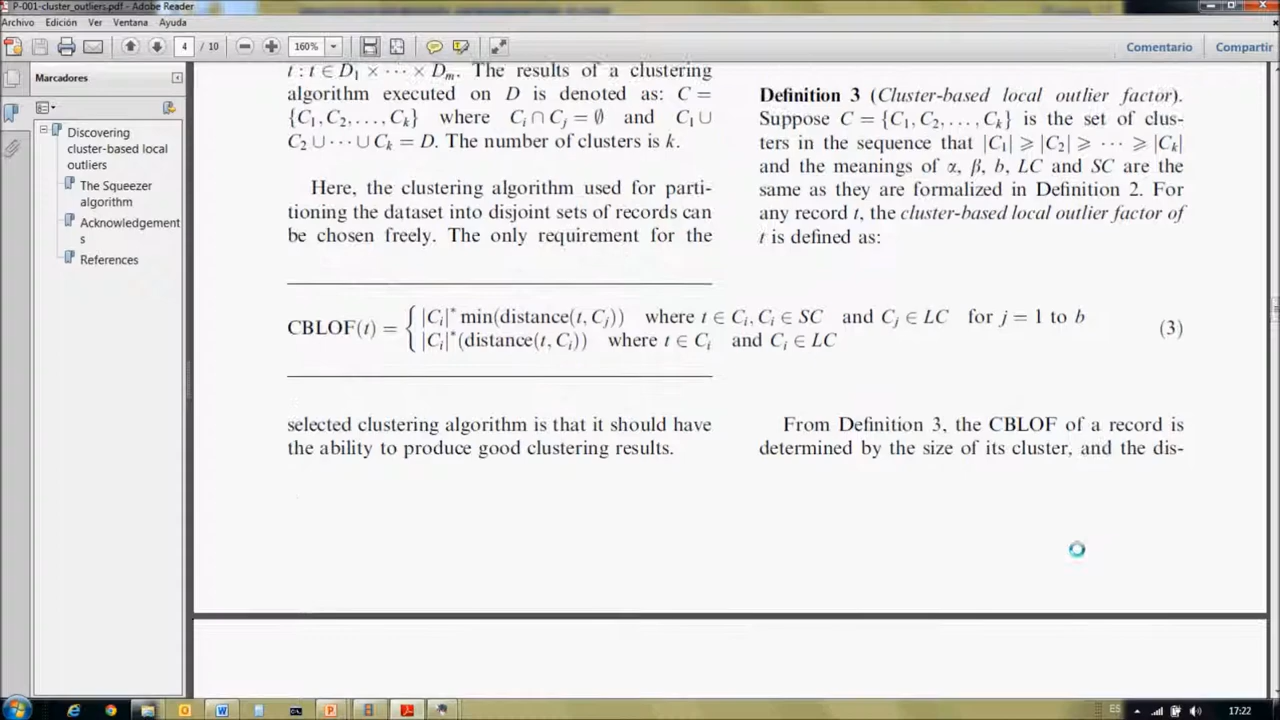 P-001-cluster_outliers.pdf - Adobe Reader
Archivo Edición Ver Ventana Ayuda
4 / 10 160% Comentario Compartir
Marcadores
Discovering
cluster-based local
outliers
The Squeezer
algorithm
Acknowledgement
s
References
t : t ∈ D₁ × ··· × Dₘ. The results of a clustering
algorithm executed on D is denoted as: C =
{C₁, C₂, . . . , Cₖ} where Cᵢ ∩ Cⱼ = ∅ and C₁ ∪
C₂ ∪ ··· ∪ Cₖ = D. The number of clusters is k.
Here, the clustering algorithm used for parti-
tioning the dataset into disjoint sets of records can
be chosen freely. The only requirement for the
Definition 3 (Cluster-based local outlier factor).
Suppose C = {C₁, C₂, . . . , Cₖ} is the set of clus-
ters in the sequence that |C₁| ⩾ |C₂| ⩾ ··· ⩾ |Cₖ|
and the meanings of α, β, b, LC and SC are the
same as they are formalized in Definition 2. For
any record t, the cluster-based local outlier factor of
t is defined as:
CBLOF(t) = { |Cᵢ|* min(distance(t, Cⱼ)) where t ∈ Cᵢ, Cᵢ ∈ SC and Cⱼ ∈ LC for j = 1 to b
|Cᵢ|*(distance(t, Cᵢ)) where t ∈ Cᵢ and Cᵢ ∈ LC (3)
selected clustering algorithm is that it should have
the ability to produce good clustering results.
From Definition 3, the CBLOF of a record is
determined by the size of its cluster, and the dis-
ES 17:22